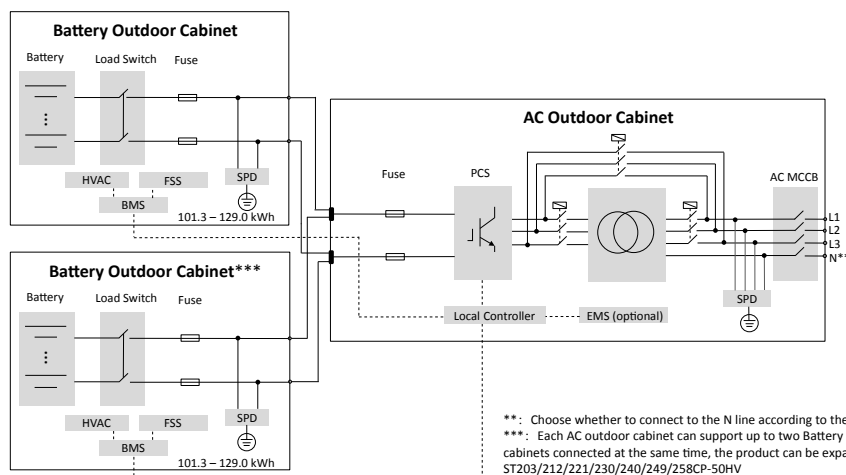 Battery Outdoor Cabinet
Battery
Load Switch
Fuse
HVAC
FSS
SPD
BMS
101.3 – 129.0 kWh
AC Outdoor Cabinet
Fuse
PCS
AC MCCB
L1
L2
L3
N**
SPD
Local Controller
EMS (optional)
Battery Outdoor Cabinet***
Battery
Load Switch
Fuse
HVAC
FSS
SPD
BMS
101.3 – 129.0 kWh
**: Choose whether to connect to the N line according to the
***: Each AC outdoor cabinet can support up to two Battery
cabinets connected at the same time, the product can be expa
ST203/212/221/230/240/249/258CP-50HV